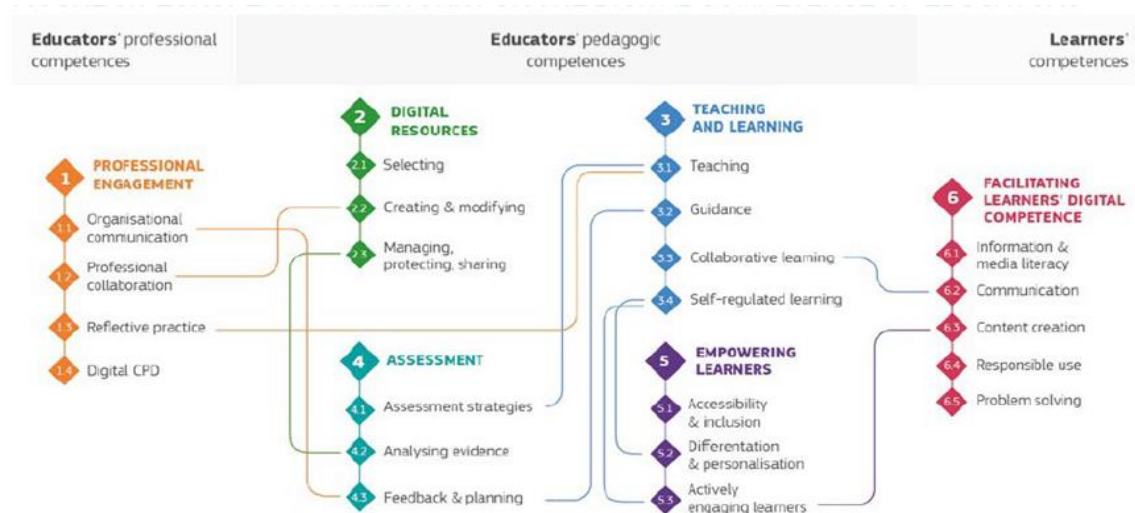 Educators' professional
competences
Educators' pedagogic
competences
Learners'
competences
1
PROFESSIONAL
ENGAGEMENT
1.1
Organisational
communication
1.2
Professional
collaboration
1.3
Reflective practice
1.4
Digital CPD
2
DIGITAL
RESOURCES
2.1
Selecting
2.2
Creating & modifying
2.3
Managing,
protecting, sharing
3
TEACHING
AND LEARNING
3.1
Teaching
3.2
Guidance
3.3
Collaborative learning
3.4
Self-regulated learning
4
ASSESSMENT
4.1
Assessment strategies
4.2
Analysing evidence
4.3
Feedback & planning
5
EMPOWERING
LEARNERS
5.1
Accessibility
& inclusion
5.2
Differentation
& personalisation
5.3
Actively
engaging learners
6
FACILITATING
LEARNERS' DIGITAL
COMPETENCE
6.1
Information &
media literacy
6.2
Communication
6.3
Content creation
6.4
Responsible use
6.5
Problem solving